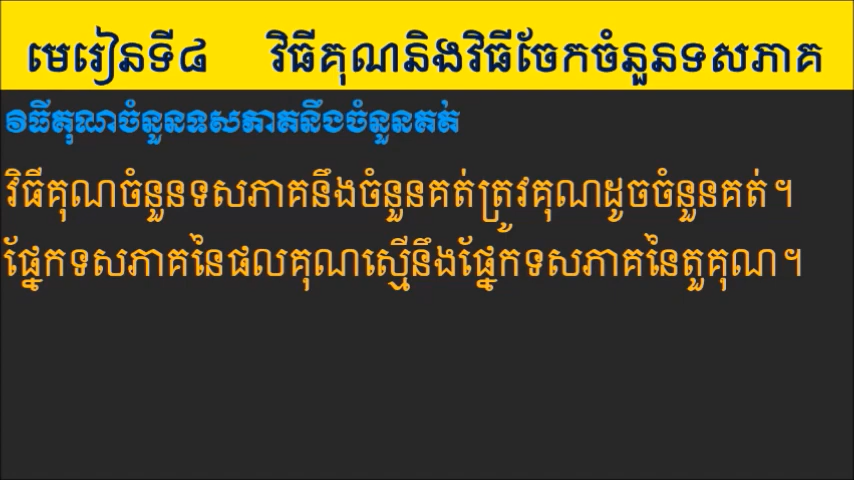 មេរៀនទី៨ វិធីគុណនិងវិធីចែកចំនួនទសភាគ
វិធីគុណចំនួនទសភាគនឹងចំនួនគត់
វិធីគុណចំនួនទសភាគនឹងចំនួនគត់ត្រូវគុណដូចចំនួនគត់។
ផ្នែកទសភាគនៃផលគុណស្មើនឹងផ្នែកទសភាគនៃតួគុណ។